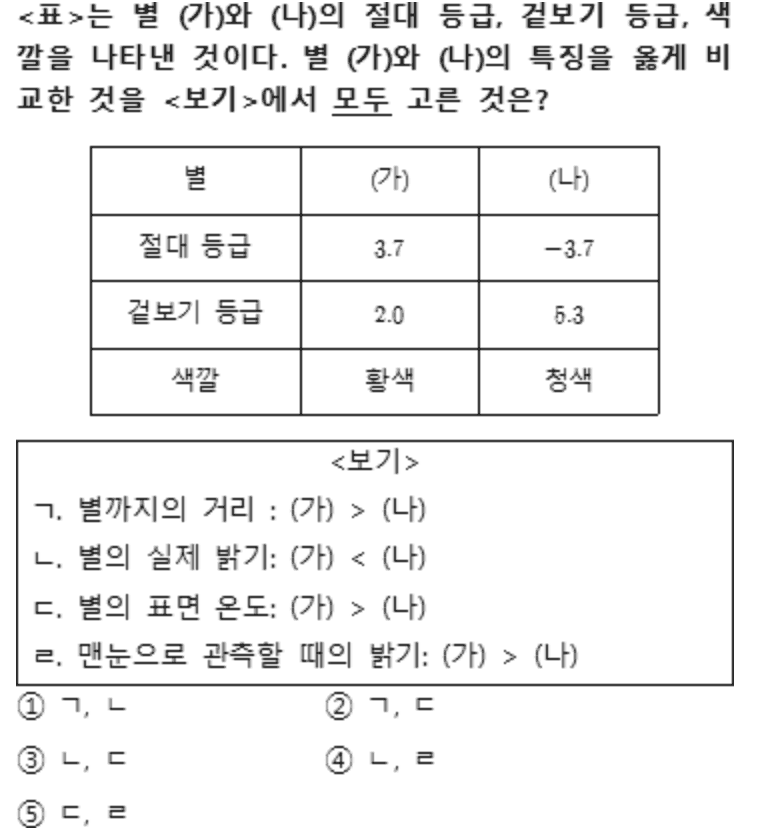 <표>는 별 (가)와 (나)의 절대 등급, 겉보기 등급, 색
깔을 나타낸 것이다. 별 (가)와 (나)의 특징을 옳게 비
교한 것을 <보기>에서 모두 고른 것은?
별 (가) (나)
절대 등급 3.7 −3.7
겉보기 등급 2.0 5.3
색깔 황색 청색
<보기>
ㄱ. 별까지의 거리 : (가) > (나)
ㄴ. 별의 실제 밝기: (가) < (나)
ㄷ. 별의 표면 온도: (가) > (나)
ㄹ. 맨눈으로 관측할 때의 밝기: (가) > (나)
① ㄱ, ㄴ ② ㄱ, ㄷ
③ ㄴ, ㄷ ④ ㄴ, ㄹ
⑤ ㄷ, ㄹ